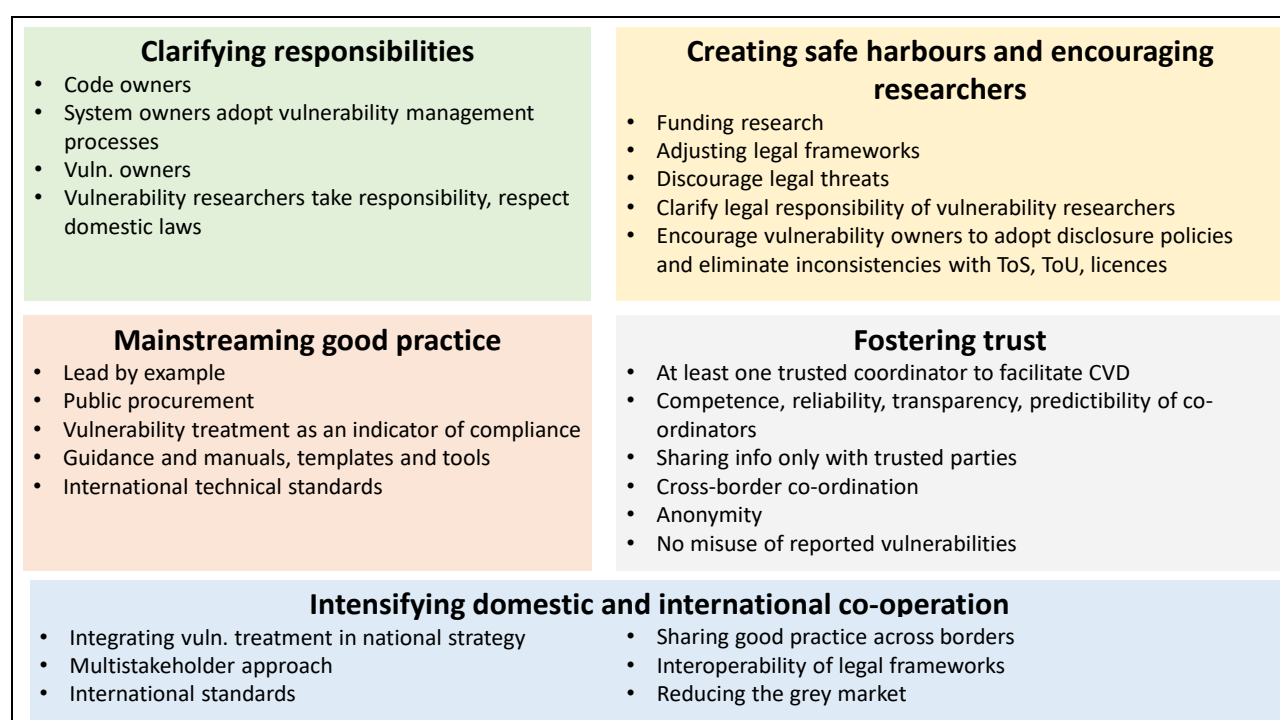 Clarifying responsibilities
• Code owners
• System owners adopt vulnerability management
processes
• Vuln. owners
• Vulnerability researchers take responsibility, respect
domestic laws
Creating safe harbours and encouraging
researchers
• Funding research
• Adjusting legal frameworks
• Discourage legal threats
• Clarify legal responsibility of vulnerability researchers
• Encourage vulnerability owners to adopt disclosure policies
and eliminate inconsistencies with ToS, ToU, licences
Mainstreaming good practice
• Lead by example
• Public procurement
• Vulnerability treatment as an indicator of compliance
• Guidance and manuals, templates and tools
• International technical standards
Fostering trust
• At least one trusted coordinator to facilitate CVD
• Competence, reliability, transparency, predictibility of co-
ordinators
• Sharing info only with trusted parties
• Cross-border co-ordination
• Anonymity
• No misuse of reported vulnerabilities
Intensifying domestic and international co-operation
• Integrating vuln. treatment in national strategy
• Multistakeholder approach
• International standards
• Sharing good practice across borders
• Interoperability of legal frameworks
• Reducing the grey market